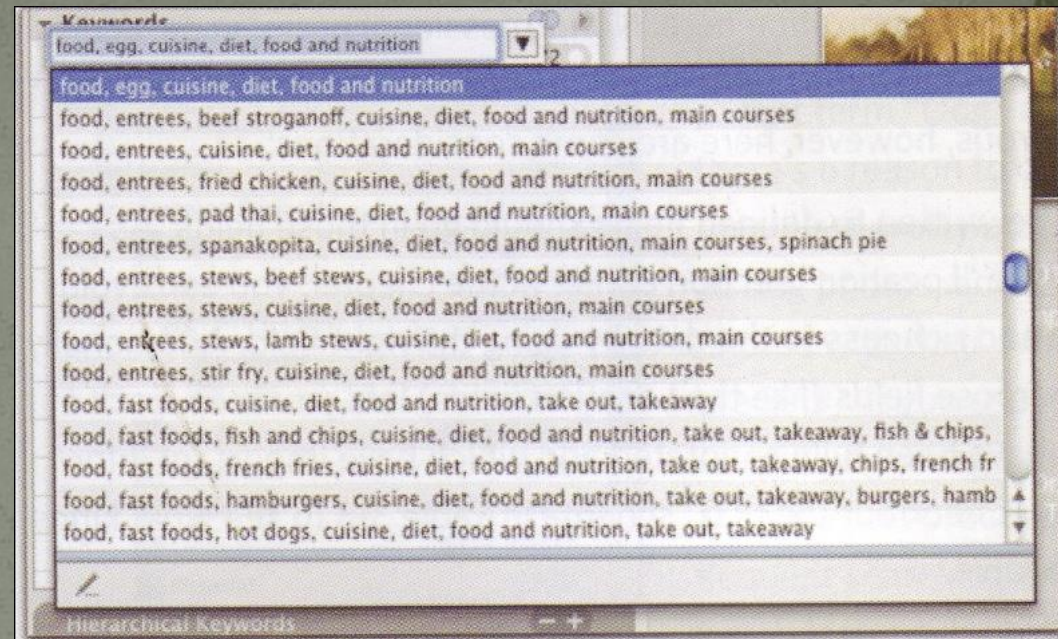 Keywords
food, egg, cuisine, diet, food and nutrition
food, egg, cuisine, diet, food and nutrition
food, entrees, beef stroganoff, cuisine, diet, food and nutrition, main courses
food, entrees, cuisine, diet, food and nutrition, main courses
food, entrees, fried chicken, cuisine, diet, food and nutrition, main courses
food, entrees, pad thai, cuisine, diet, food and nutrition, main courses
food, entrees, spanakopita, cuisine, diet, food and nutrition, main courses, spinach pie
food, entrees, stews, beef stews, cuisine, diet, food and nutrition, main courses
food, entrees, stews, cuisine, diet, food and nutrition, main courses
food, entrees, stews, lamb stews, cuisine, diet, food and nutrition, main courses
food, entrees, stir fry, cuisine, diet, food and nutrition, main courses
food, fast foods, cuisine, diet, food and nutrition, take out, takeaway
food, fast foods, fish and chips, cuisine, diet, food and nutrition, take out, takeaway, fish & chips,
food, fast foods, french fries, cuisine, diet, food and nutrition, take out, takeaway, chips, french fr
food, fast foods, hamburgers, cuisine, diet, food and nutrition, take out, takeaway, burgers, hamb
food, fast foods, hot dogs, cuisine, diet, food and nutrition, take out, takeaway
Hierarchical Keywords